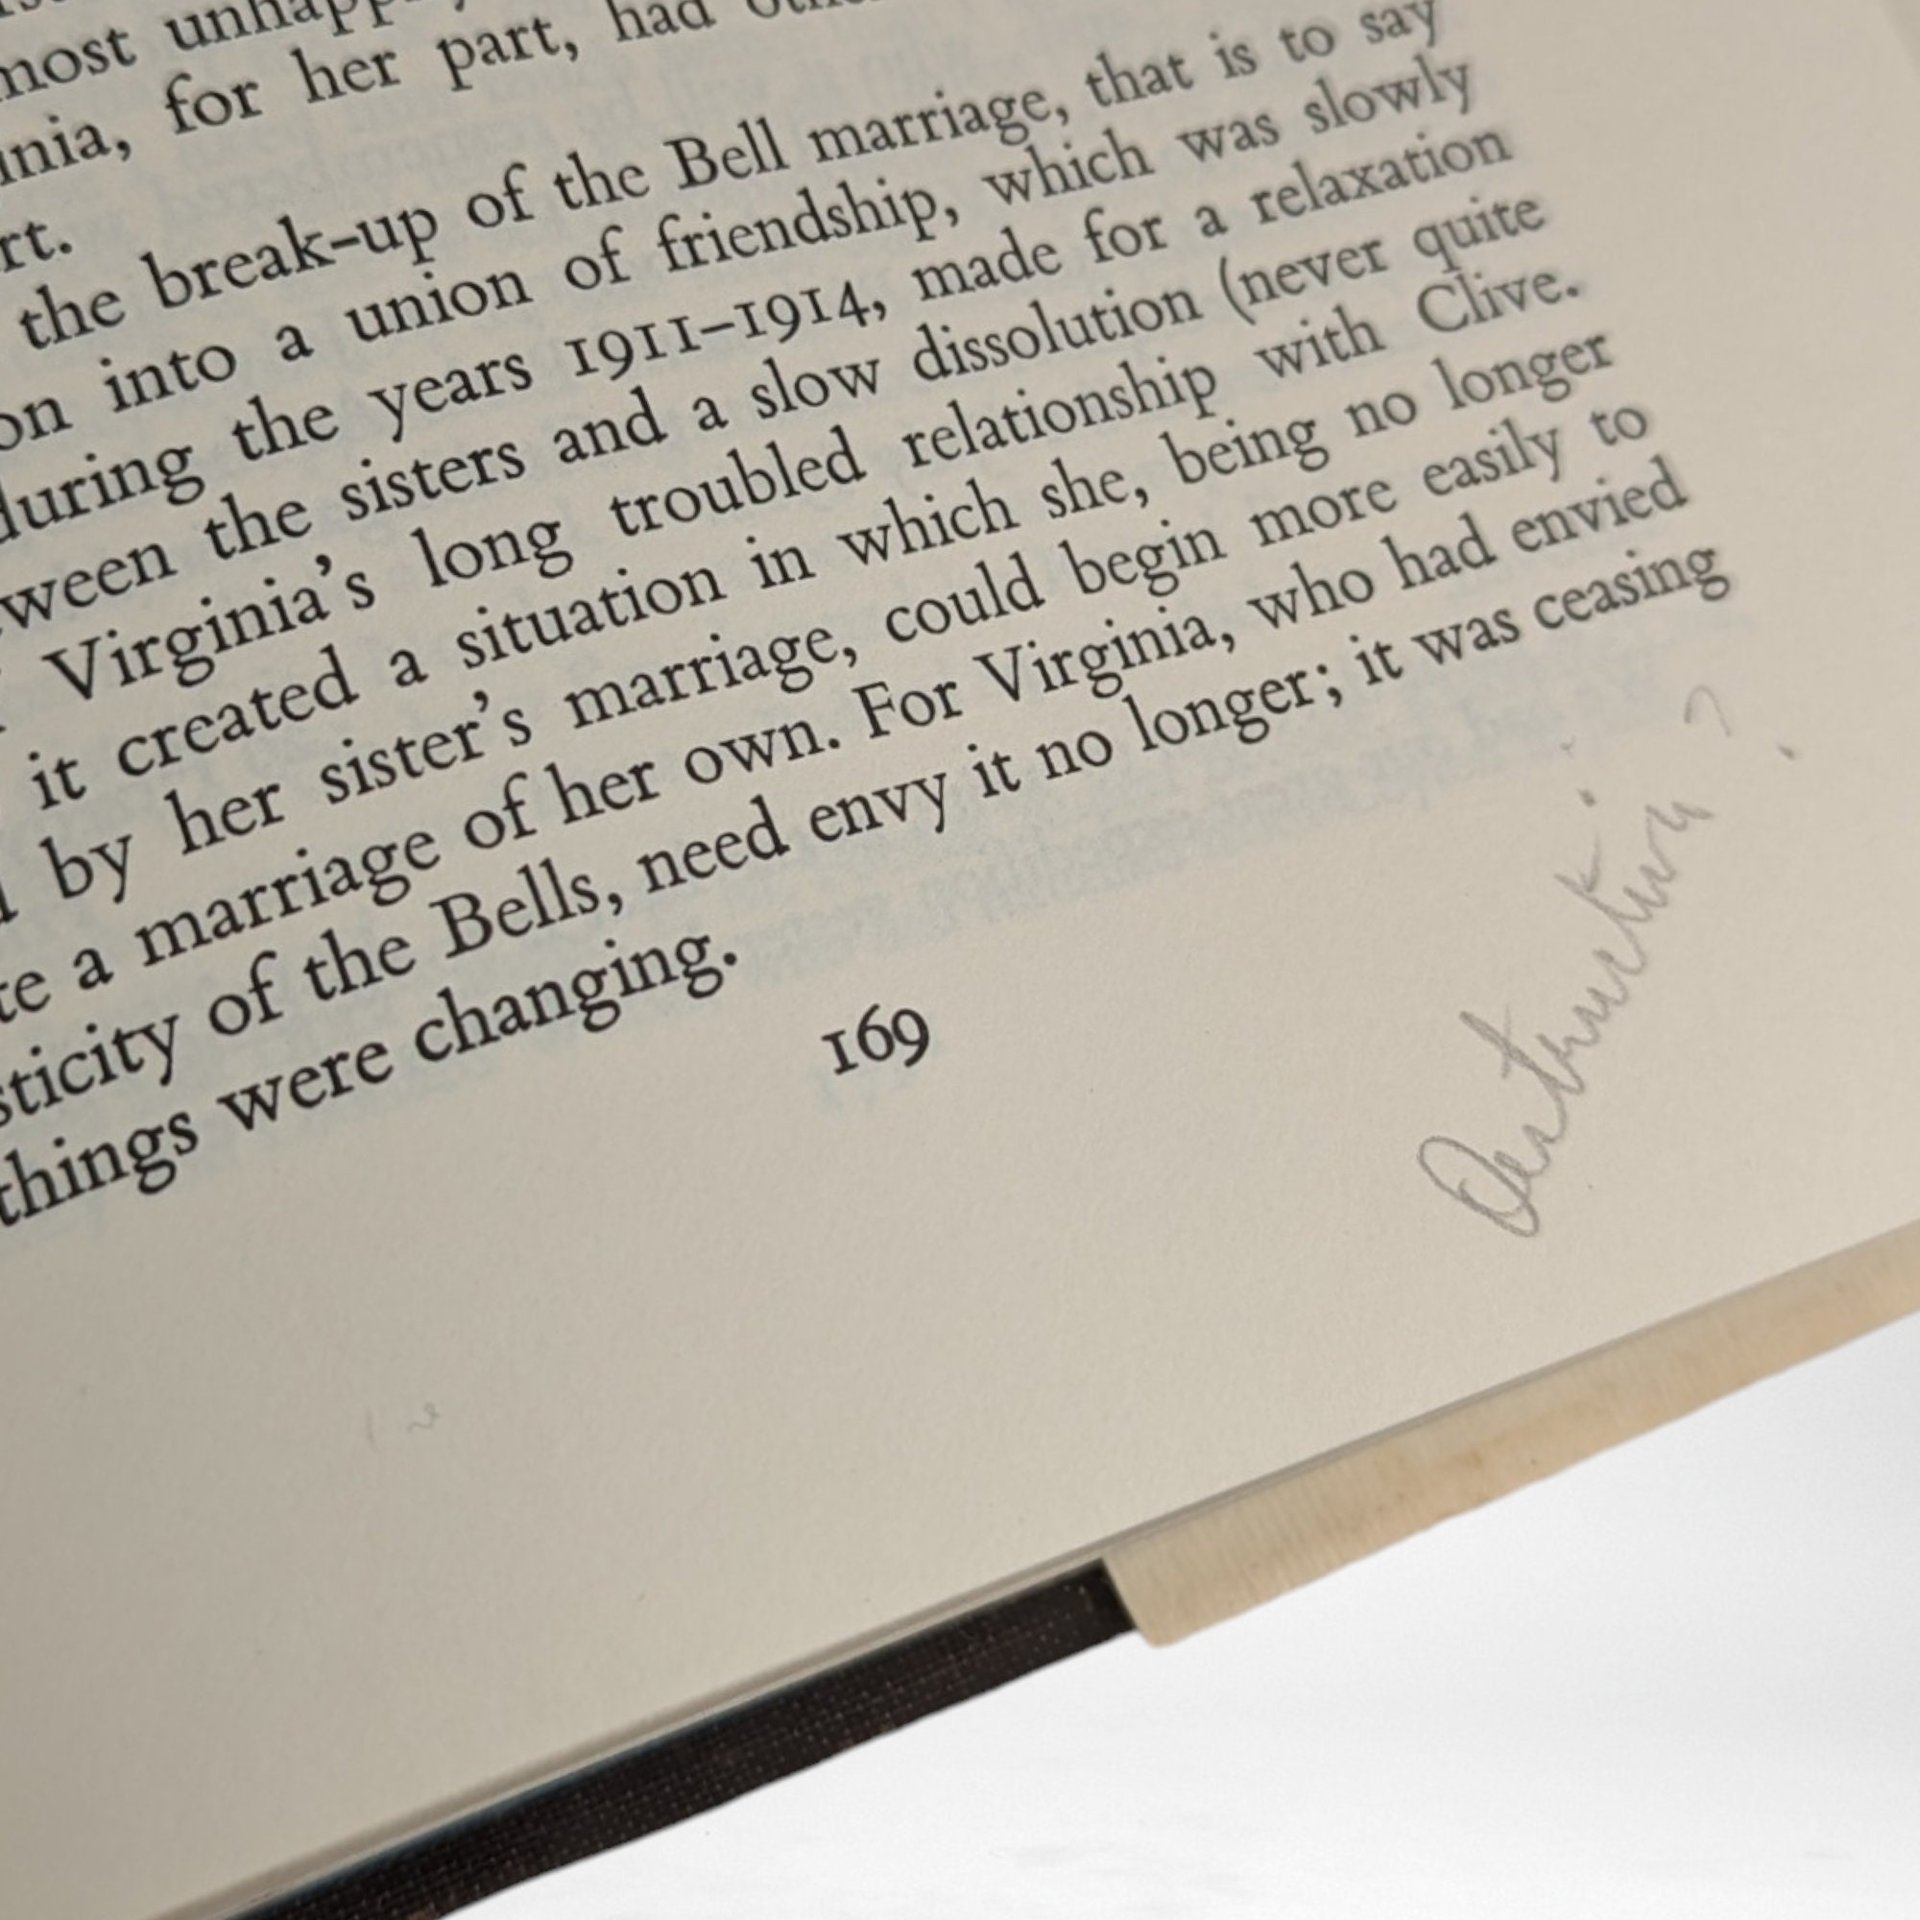 most
nia, for her part, had
rt.
the break-up of the Bell marriage, that is to say
on into a union of friendship, which was slowly
during the years 1911–1914, made for a relaxation
tween the sisters and a slow dissolution (never quite
Virginia's long troubled relationship with Clive.
it created a situation in which she, being no longer
by her sister's marriage, could begin more easily to
te a marriage of her own. For Virginia, who had envied
sticity of the Bells, need envy it no longer; it was ceasing
things were changing.
169
Destructive?